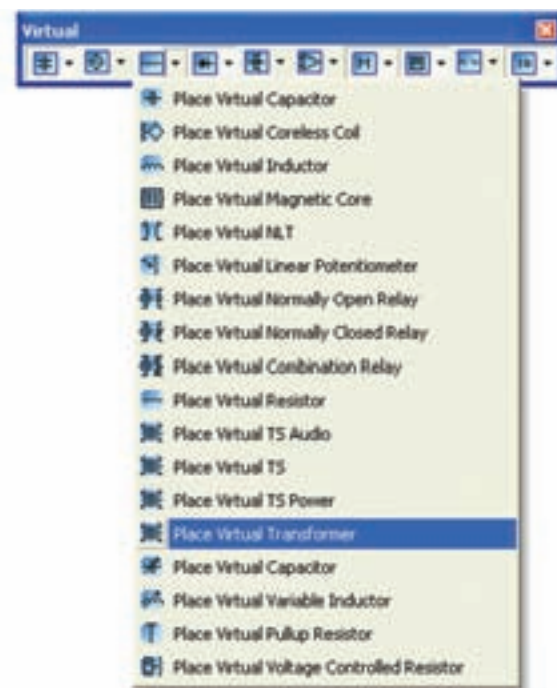 Virtual
Place Virtual Capacitor
Place Virtual Coreless Coil
Place Virtual Inductor
Place Virtual Magnetic Core
Place Virtual NLT
Place Virtual Linear Potentiometer
Place Virtual Normally Open Relay
Place Virtual Normally Closed Relay
Place Virtual Combination Relay
Place Virtual Resistor
Place Virtual TS Audio
Place Virtual TS
Place Virtual TS Power
Place Virtual Transformer
Place Virtual Capacitor
Place Virtual Variable Inductor
Place Virtual Pullup Resistor
Place Virtual Voltage Controlled Resistor